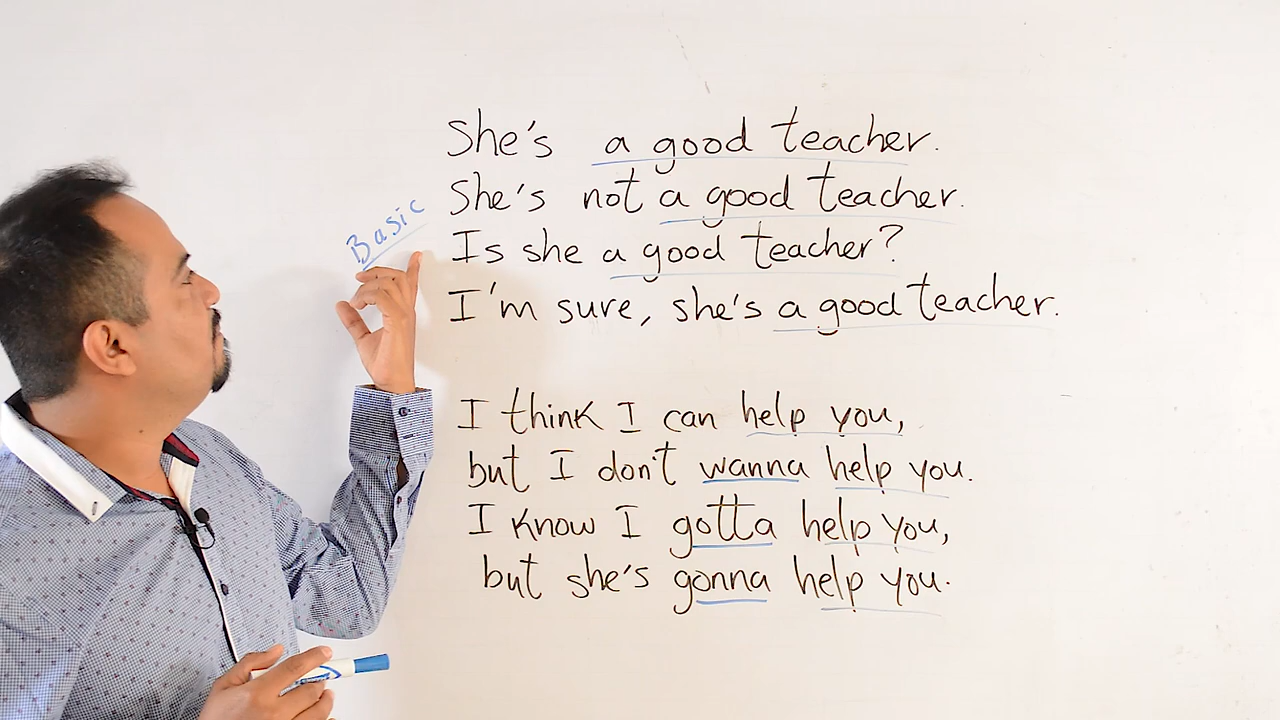 She's a good teacher.
She's not a good teacher.
Basic
Is she a good teacher?
I'm sure, she's a good teacher.
I think I can help you,
but I don't wanna help you.
I know I gotta help you,
but she's gonna help you.